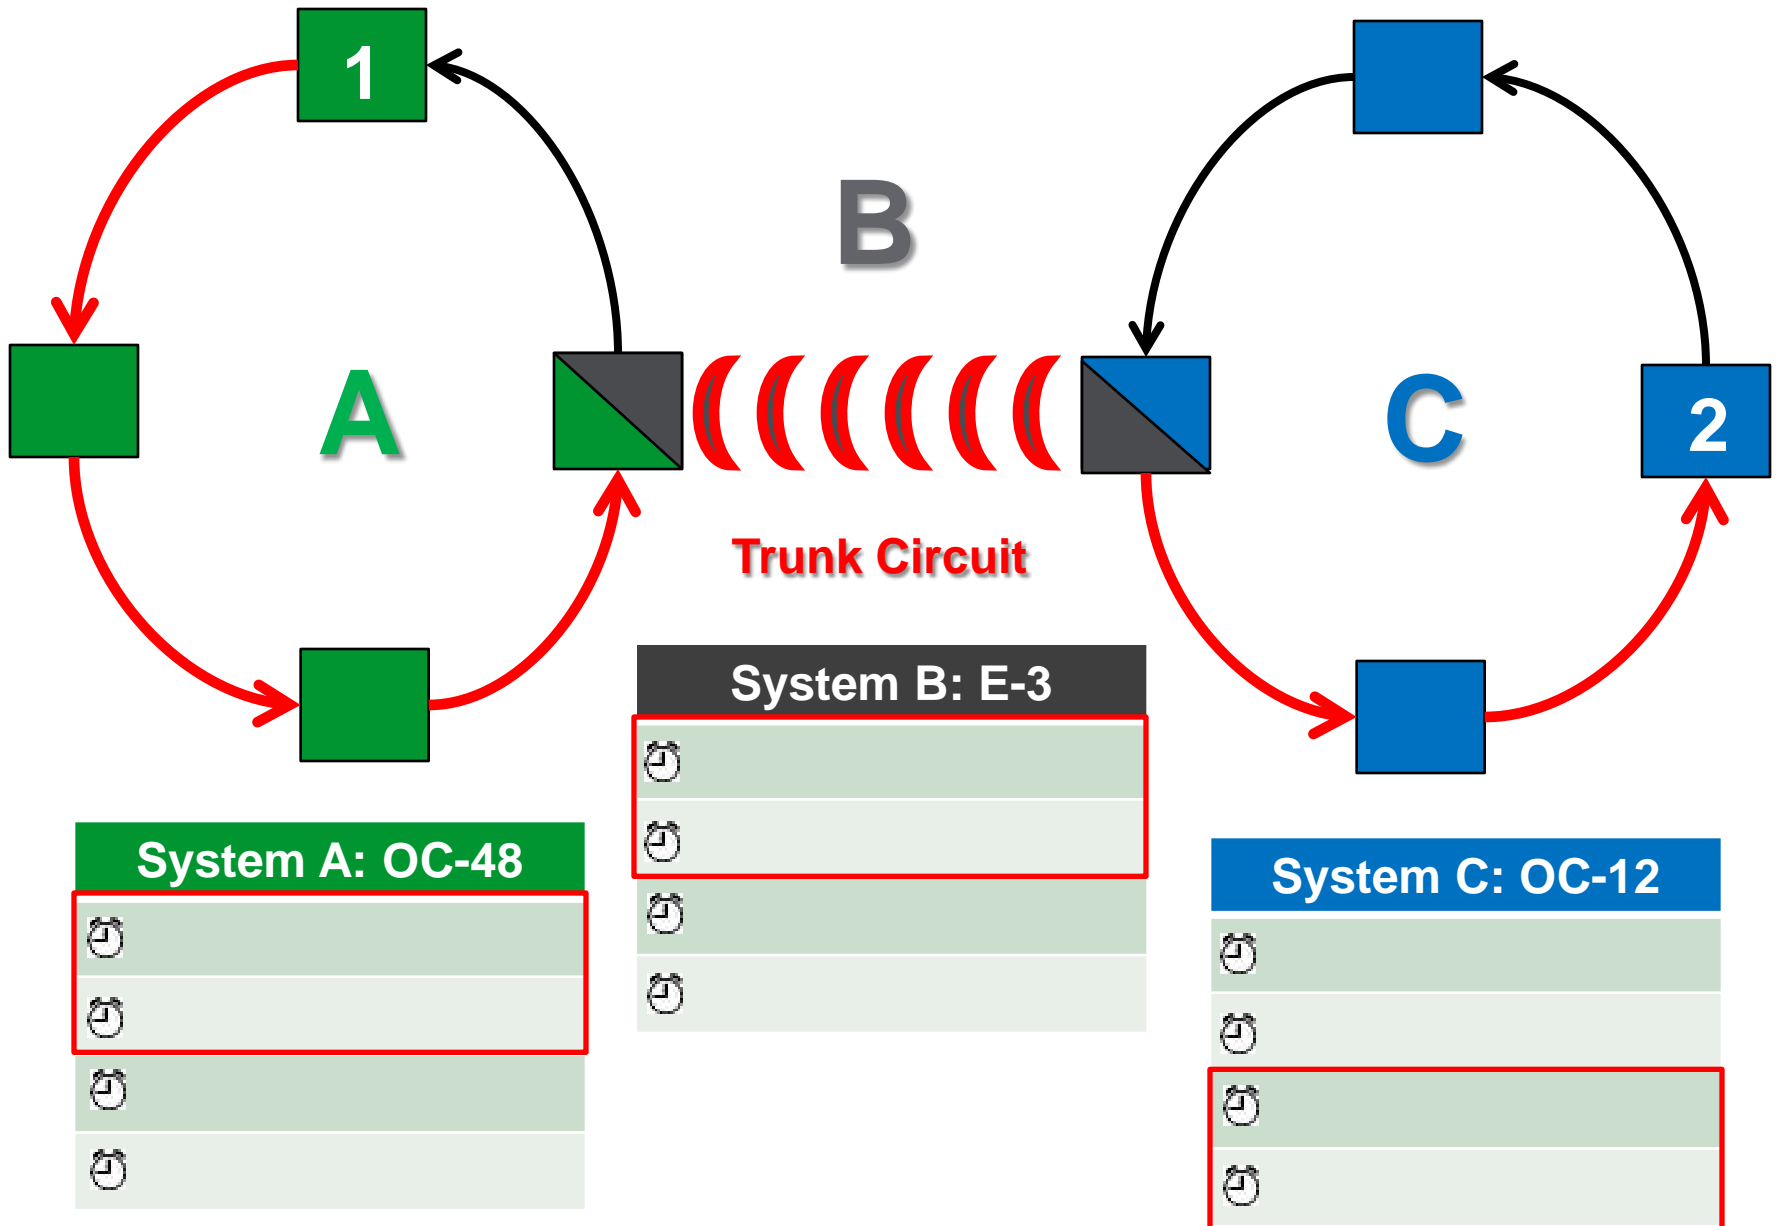 1
B
A
C
2
Trunk Circuit
System B: E-3
System A: OC-48
System C: OC-12